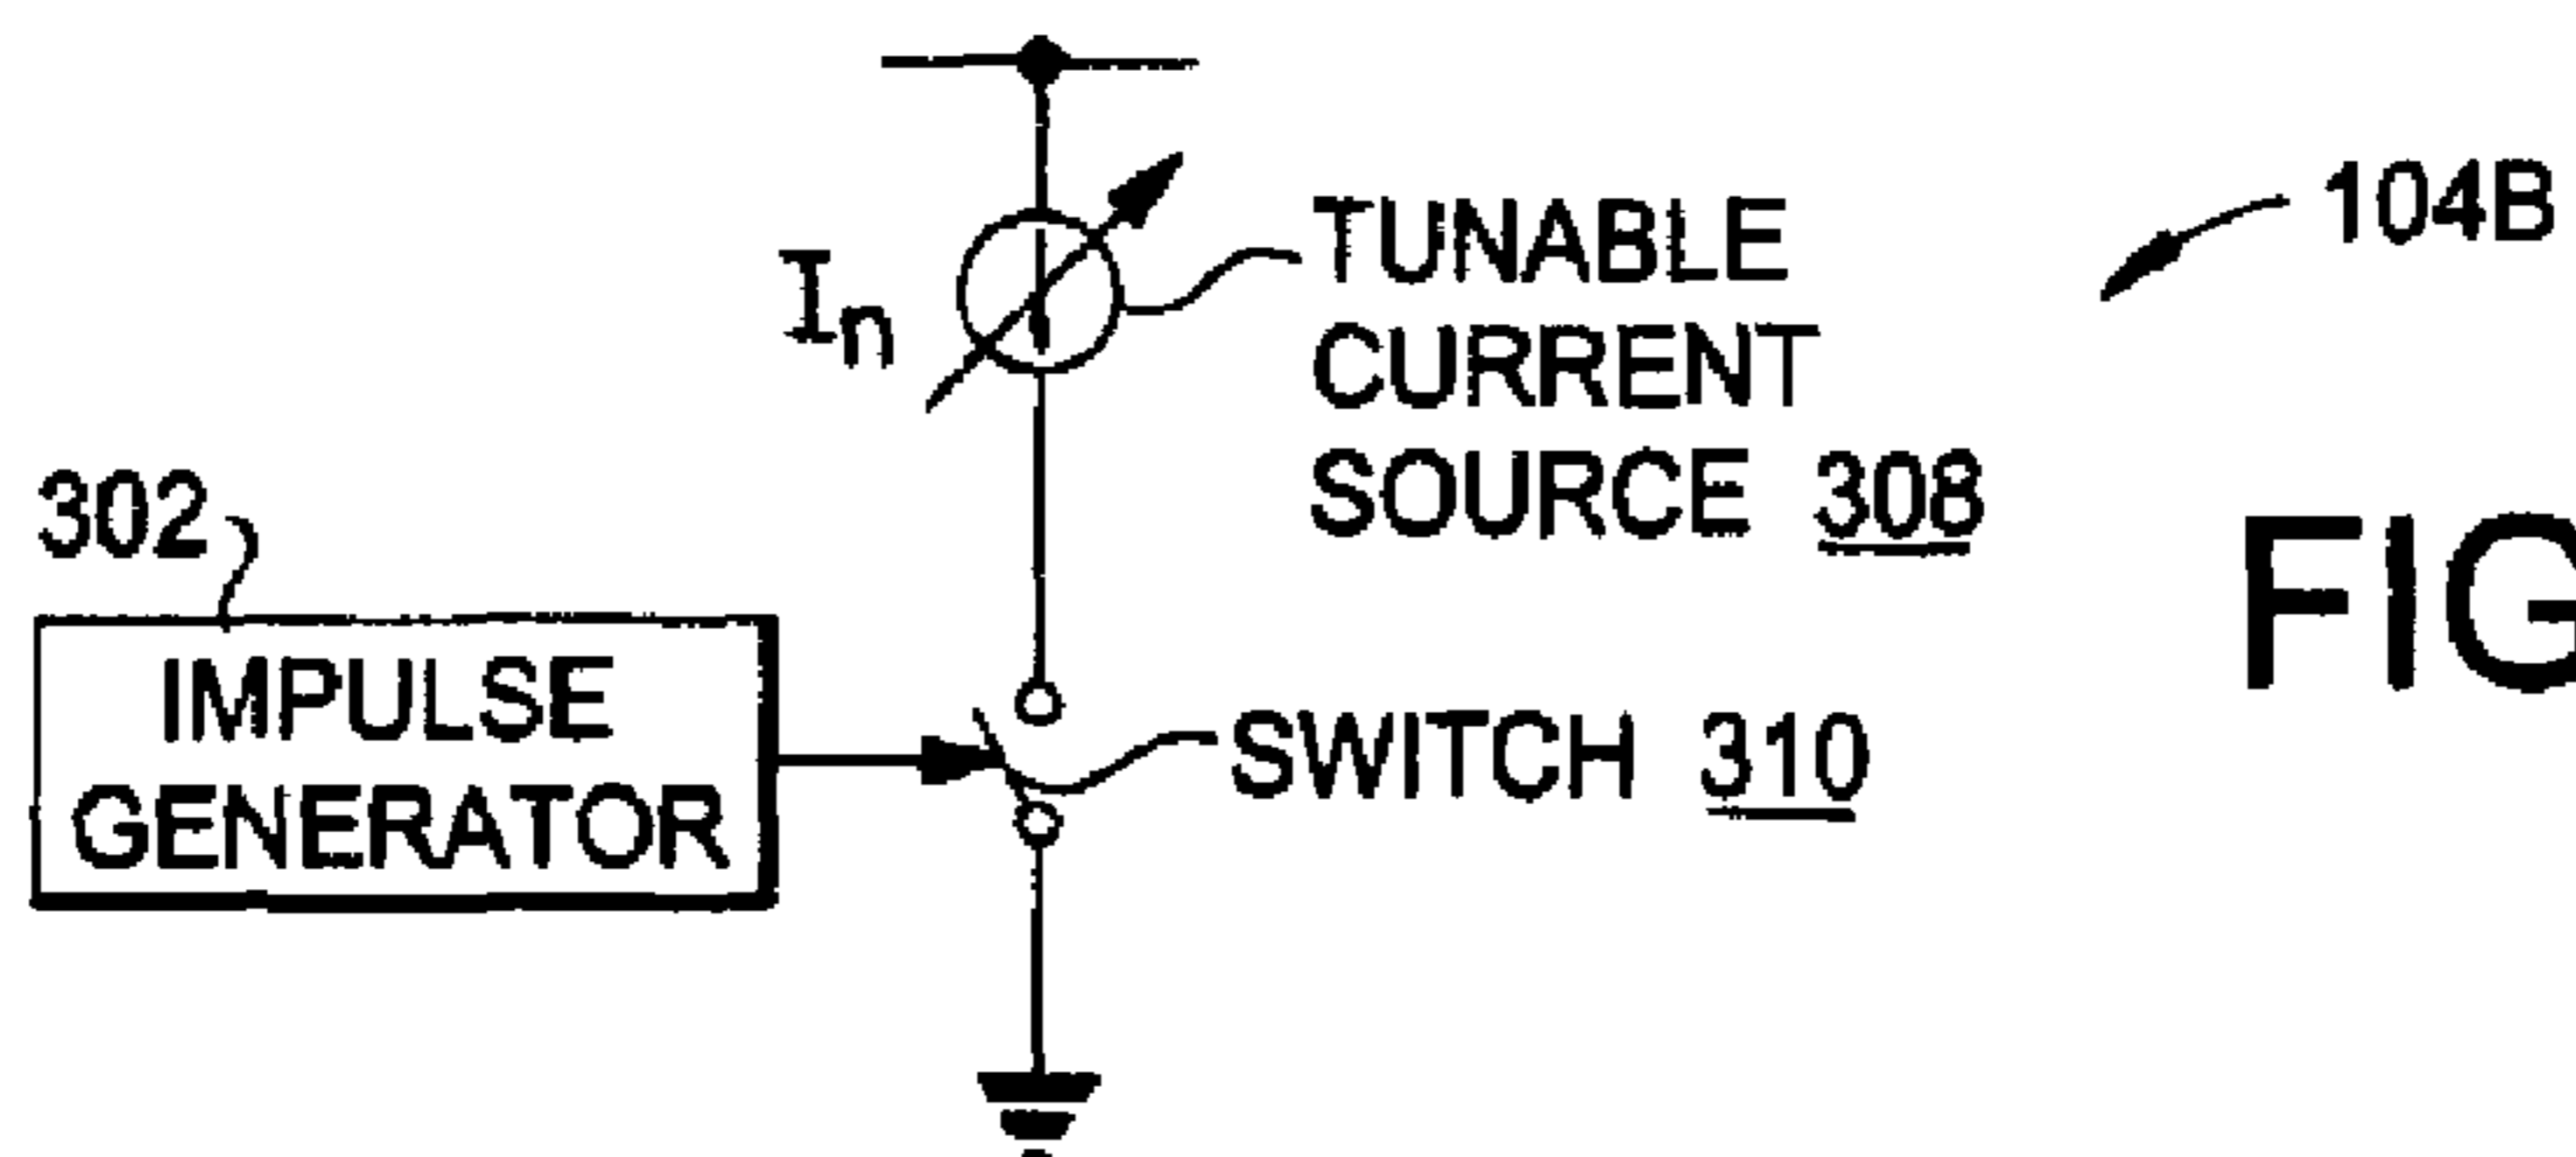 104B
TUNABLE
CURRENT
SOURCE 308
In
302
FIG
IMPULSE
GENERATOR
SWITCH 310